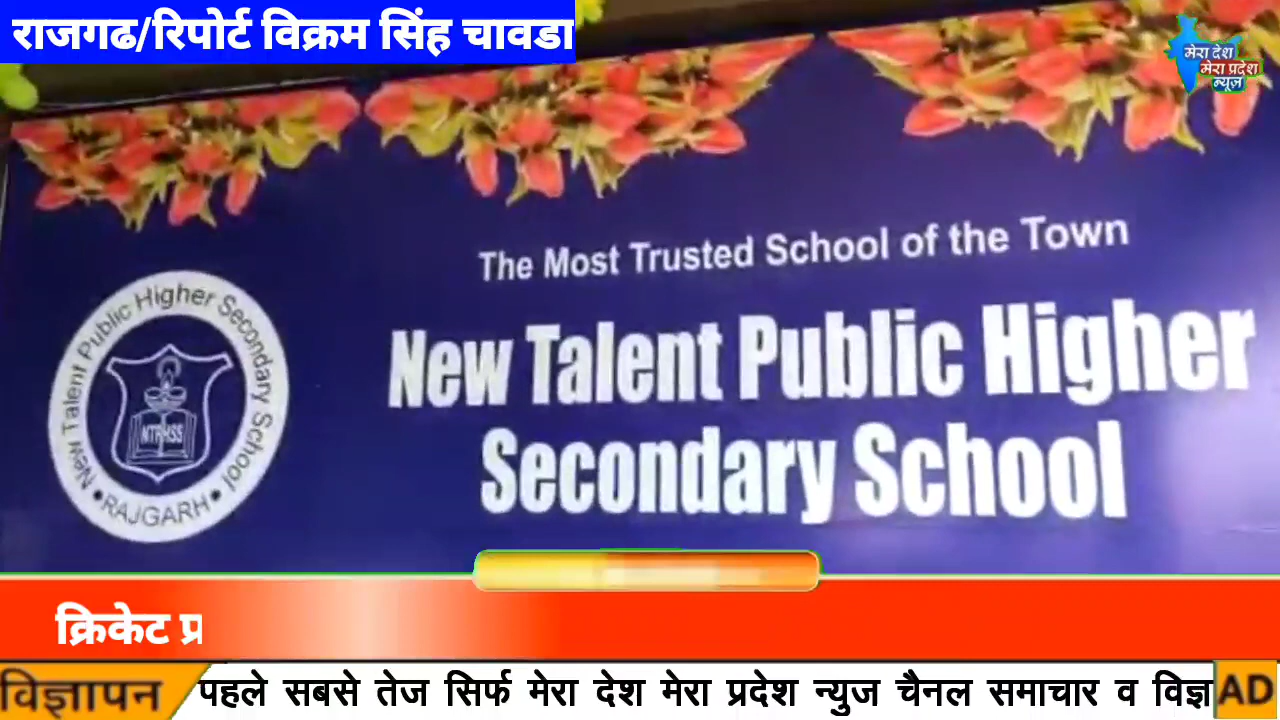 राजगढ/रिपोर्ट विक्रम सिंह चावडा
मेरा देश
मेरा प्रदेश
न्यूज़
The Most Trusted School of the Town
New Talent Public Higher
Secondary School
New Talent Public Higher Secondary School
NTPHSS
• RAJGARH •
क्रिकेट प्र
विज्ञापन
पहले सबसे तेज सिर्फ मेरा देश मेरा प्रदेश न्युज चैनल समाचार व विज्ञ
AD